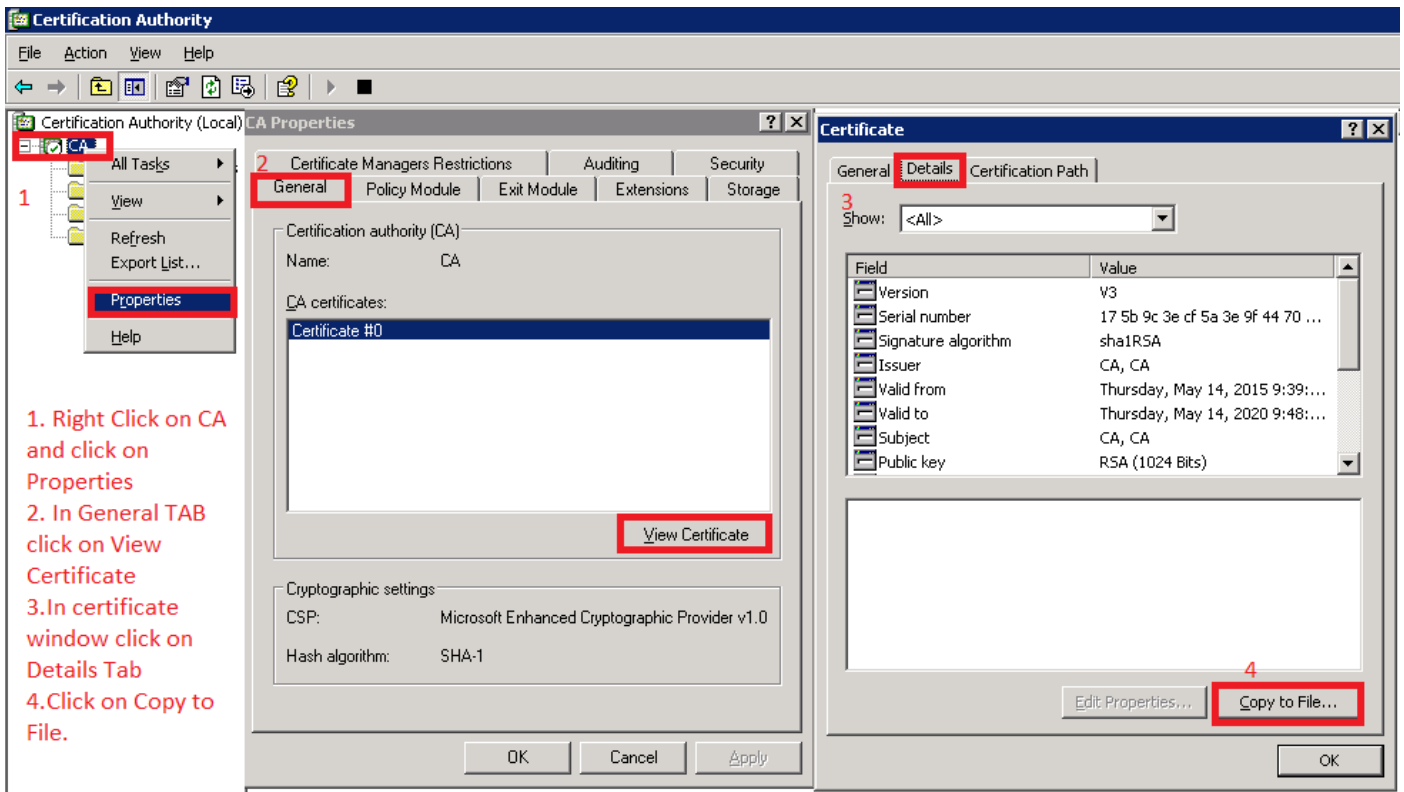 Certification Authority
File Action View Help
Certification Authority (Local)
CA
1
All Tasks
View
Refresh
Export List...
Properties
Help
1. Right Click on CA
and click on
Properties
2. In General TAB
click on View
Certificate
3.In certificate
window click on
Details Tab
4.Click on Copy to
File.
CA Properties
2
Certificate Managers Restrictions Auditing Security
General Policy Module Exit Module Extensions Storage
Certification authority (CA)
Name: CA
CA certificates:
Certificate #0
View Certificate
Cryptographic settings
CSP: Microsoft Enhanced Cryptographic Provider v1.0
Hash algorithm: SHA-1
OK Cancel Apply
Certificate
General Details Certification Path
3
Show: <All>
Field Value
Version V3
Serial number 17 5b 9c 3e cf 5a 3e 9f 44 70 ...
Signature algorithm sha1RSA
Issuer CA, CA
Valid from Thursday, May 14, 2015 9:39:...
Valid to Thursday, May 14, 2020 9:48:...
Subject CA, CA
Public key RSA (1024 Bits)
4
Edit Properties... Copy to File...
OK